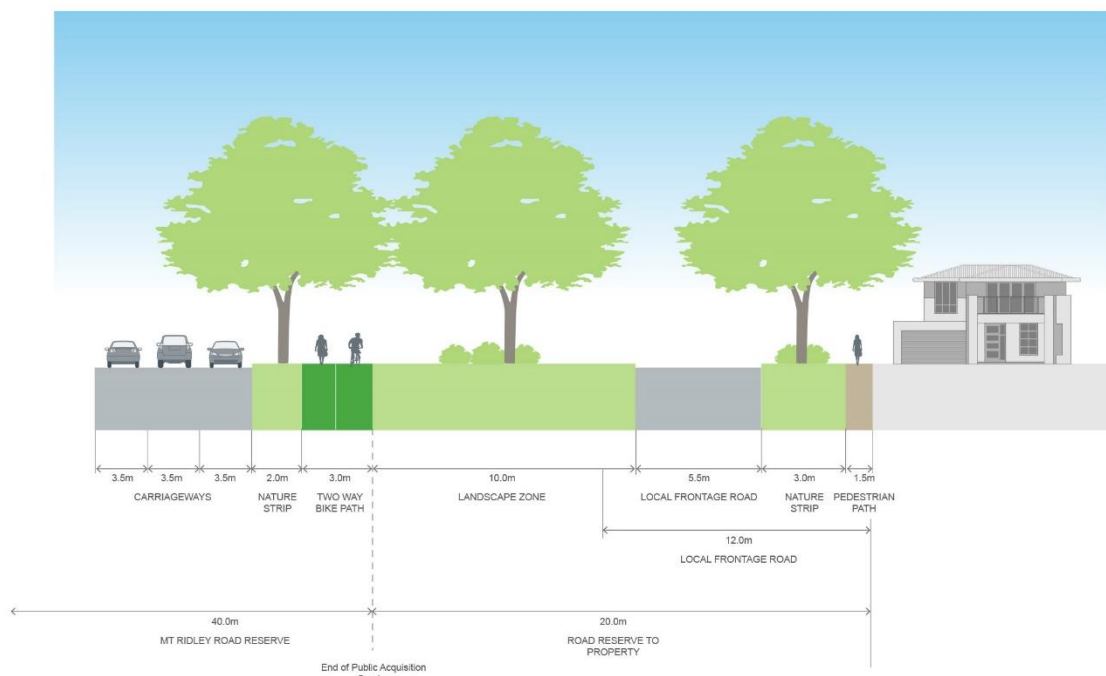 3.5m 3.5m 3.5m 2.0m 3.0m 10.0m 5.5m 3.0m 1.5m
CARRIAGEWAYS
NATURE
STRIP
TWO WAY
BIKE PATH
LANDSCAPE ZONE
LOCAL FRONTAGE ROAD
NATURE
STRIP
PEDESTRIAN
PATH
12.0m
LOCAL FRONTAGE ROAD
40.0m
MT RIDLEY ROAD RESERVE
20.0m
ROAD RESERVE TO
PROPERTY
End of Public Acquisition